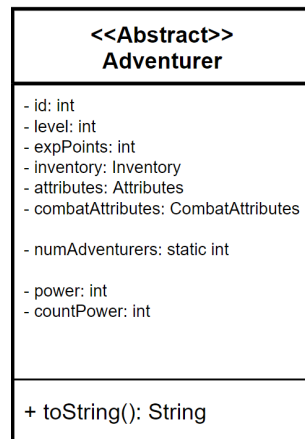 <<Abstract>>
Adventurer
- id: int
- level: int
- expPoints: int
- inventory: Inventory
- attributes: Attributes
- combatAttributes: CombatAttributes
- numAdventurers: static int
- power: int
- countPower: int
+ toString(): String